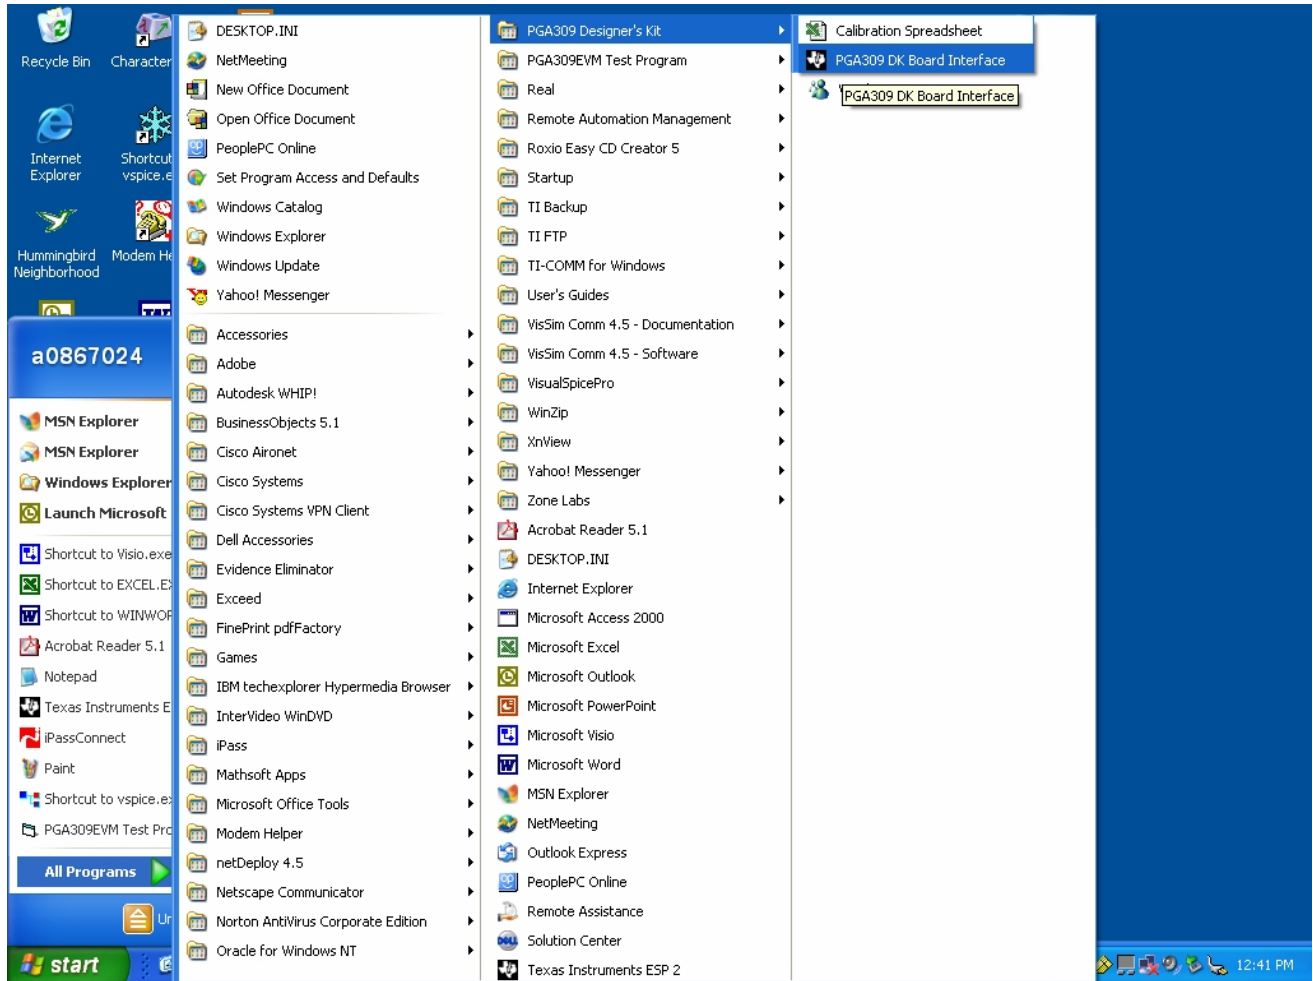 Recycle Bin
Character
Internet
Explorer
Shortcut
vspice.e
Hummingbird
Neighborhood
Modem He
a0867024
MSN Explorer
MSN Explorer
Windows Explorer
Launch Microsoft
Shortcut to Visio.exe
Shortcut to EXCEL.EX
Shortcut to WINWOR
Acrobat Reader 5.1
Notepad
Texas Instruments E
iPassConnect
Paint
Shortcut to vspice.ex
PGA309EVM Test Pro
All Programs
start
DESKTOP.INI
NetMeeting
New Office Document
Open Office Document
PeoplePC Online
Set Program Access and Defaults
Windows Catalog
Windows Explorer
Windows Update
Yahoo! Messenger
Accessories
Adobe
Autodesk WHIP!
BusinessObjects 5.1
Cisco Aironet
Cisco Systems
Cisco Systems VPN Client
Dell Accessories
Evidence Eliminator
Exceed
FinePrint pdfFactory
Games
IBM techexplorer Hypermedia Browser
InterVideo WinDVD
iPass
Mathsoft Apps
Microsoft Office Tools
Modem Helper
netDeploy 4.5
Netscape Communicator
Norton AntiVirus Corporate Edition
Oracle for Windows NT
PGA309 Designer's Kit
PGA309EVM Test Program
Real
Remote Automation Management
Roxio Easy CD Creator 5
Startup
TI Backup
TI FTP
TI-COMM for Windows
User's Guides
VisSim Comm 4.5 - Documentation
VisSim Comm 4.5 - Software
VisualSpicePro
WinZip
XnView
Yahoo! Messenger
Zone Labs
Acrobat Reader 5.1
DESKTOP.INI
Internet Explorer
Microsoft Access 2000
Microsoft Excel
Microsoft Outlook
Microsoft PowerPoint
Microsoft Visio
Microsoft Word
MSN Explorer
NetMeeting
Outlook Express
PeoplePC Online
Remote Assistance
Solution Center
Texas Instruments ESP 2
Calibration Spreadsheet
PGA309 DK Board Interface
PGA309 DK Board Interface
12:41 PM